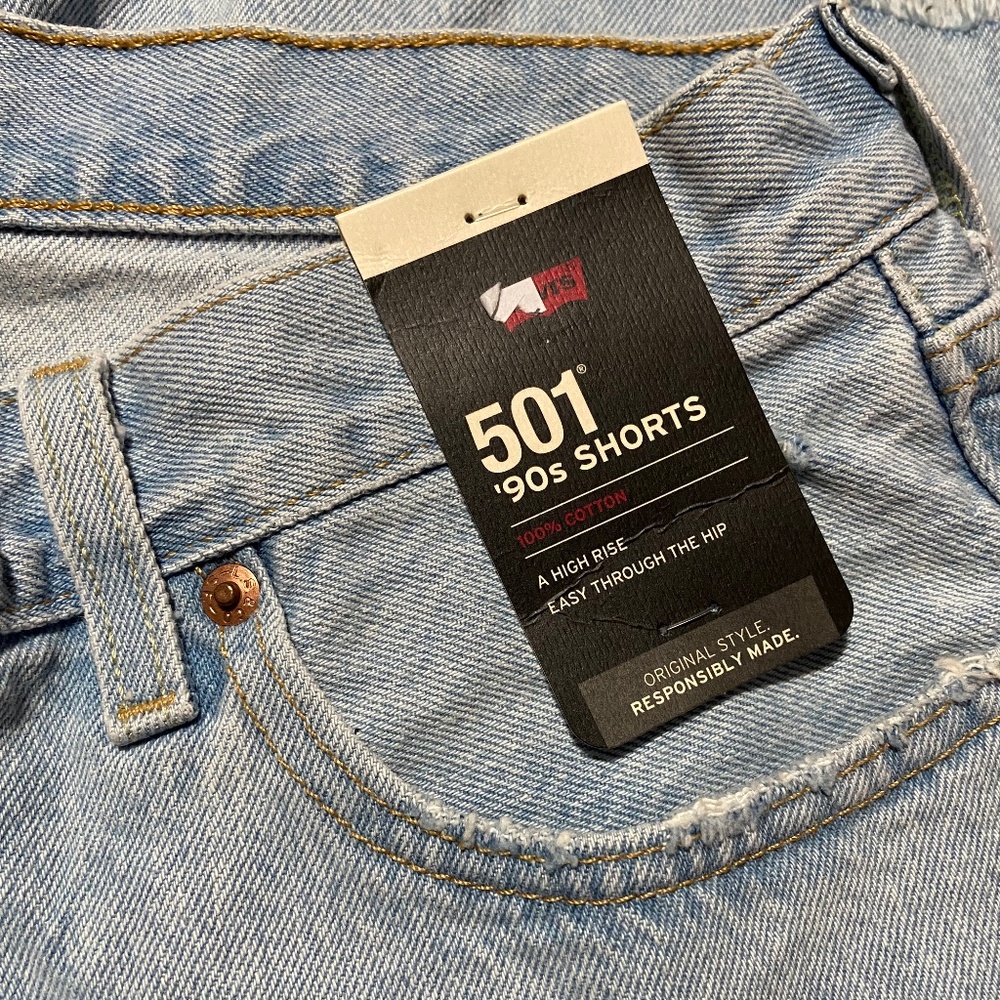 501®
'90s SHORTS
100% COTTON
A HIGH RISE
EASY THROUGH THE HIP
ORIGINAL STYLE.
RESPONSIBLY MADE.